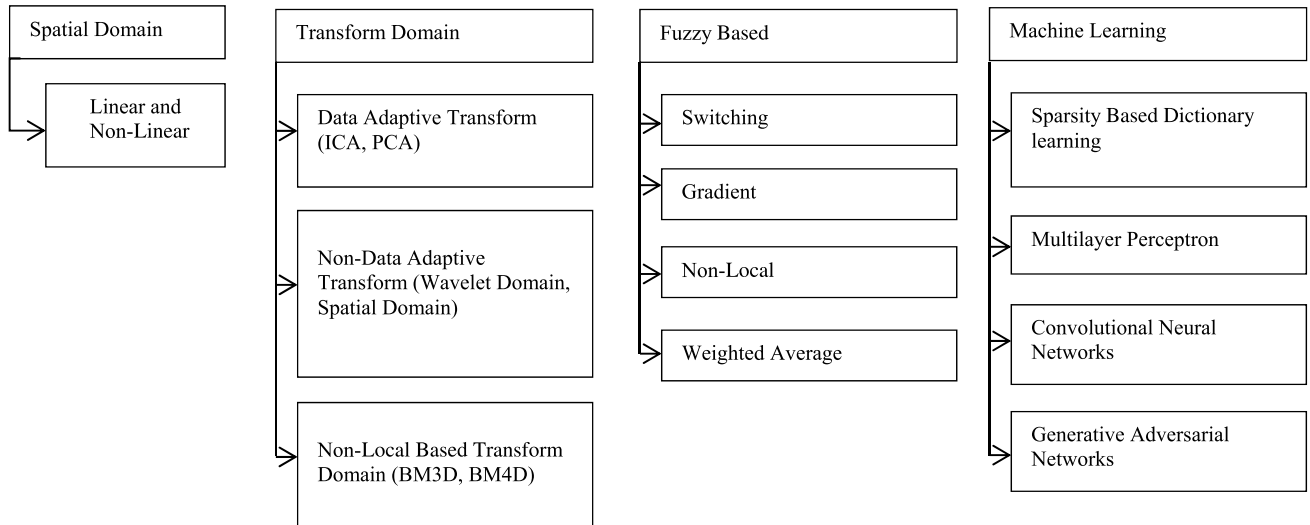 Spatial Domain
Linear and
Non-Linear
Transform Domain
Data Adaptive Transform
(ICA, PCA)
Non-Data Adaptive
Transform (Wavelet Domain,
Spatial Domain)
Non-Local Based Transform
Domain (BM3D, BM4D)
Fuzzy Based
Switching
Gradient
Non-Local
Weighted Average
Machine Learning
Sparsity Based Dictionary
learning
Multilayer Perceptron
Convolutional Neural
Networks
Generative Adversarial
Networks